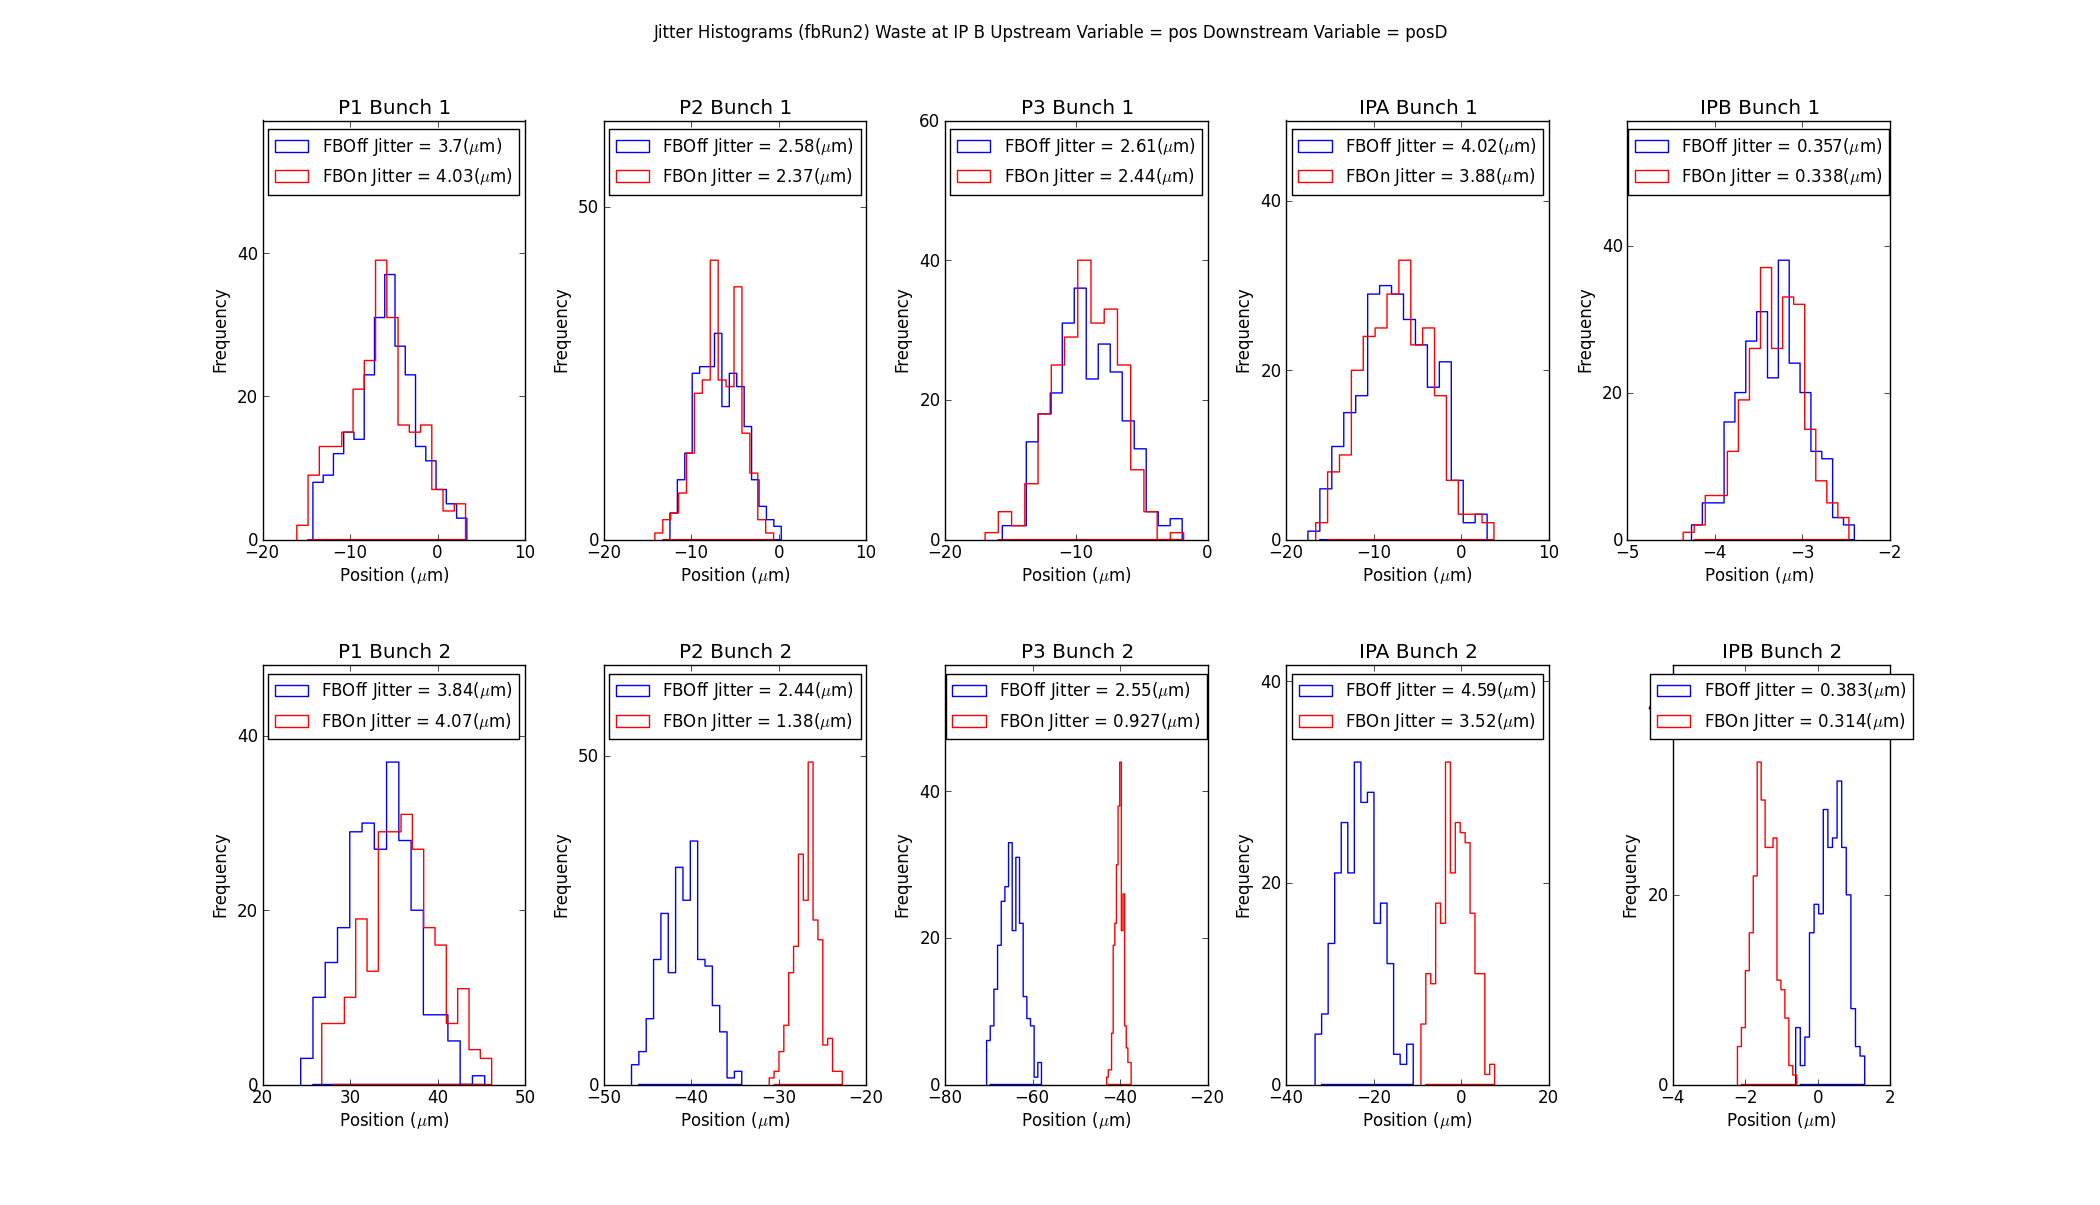 Jitter Histograms (fbRun2) Waste at IP B Upstream Variable = pos Downstream Variable = posD
P1 Bunch 1
FBOff Jitter = 3.7(μm)
FBOn Jitter = 4.03(μm)
40
20
0
Frequency
−20 −10 0 10
Position (μm)
P2 Bunch 1
FBOff Jitter = 2.58(μm)
FBOn Jitter = 2.37(μm)
50
0
Frequency
−20 −10 0 10
Position (μm)
P3 Bunch 1
FBOff Jitter = 2.61(μm)
FBOn Jitter = 2.44(μm)
60
40
20
0
Frequency
−20 −10 0
Position (μm)
IPA Bunch 1
FBOff Jitter = 4.02(μm)
FBOn Jitter = 3.88(μm)
40
20
0
Frequency
−20 −10 0 10
Position (μm)
IPB Bunch 1
FBOff Jitter = 0.357(μm)
FBOn Jitter = 0.338(μm)
40
20
0
Frequency
−5 −4 −3 −2
Position (μm)
P1 Bunch 2
FBOff Jitter = 3.84(μm)
FBOn Jitter = 4.07(μm)
40
20
0
Frequency
20 30 40 50
Position (μm)
P2 Bunch 2
FBOff Jitter = 2.44(μm)
FBOn Jitter = 1.38(μm)
50
0
Frequency
−50 −40 −30 −20
Position (μm)
P3 Bunch 2
FBOff Jitter = 2.55(μm)
FBOn Jitter = 0.927(μm)
40
20
0
Frequency
−80 −60 −40 −20
Position (μm)
IPA Bunch 2
FBOff Jitter = 4.59(μm)
FBOn Jitter = 3.52(μm)
40
20
0
Frequency
−40 −20 0 20
Position (μm)
IPB Bunch 2
FBOff Jitter = 0.383(μm)
FBOn Jitter = 0.314(μm)
20
0
Frequency
−4 −2 0 2
Position (μm)